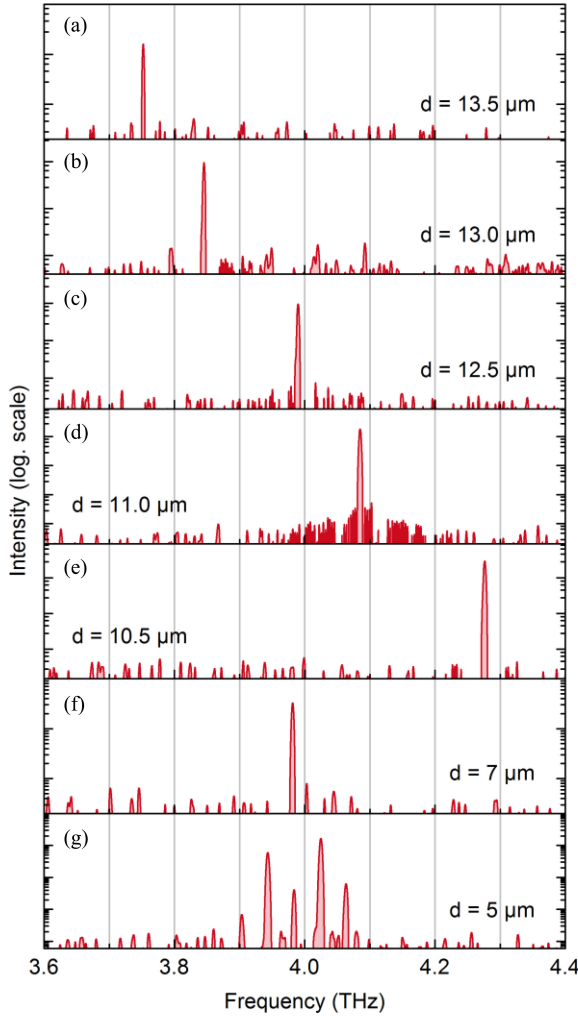 (a)
d = 13.5 μm
(b)
d = 13.0 μm
(c)
d = 12.5 μm
(d)
d = 11.0 μm
(e)
d = 10.5 μm
(f)
d = 7 μm
(g)
d = 5 μm
Intensity (log. scale)
3.6 3.8 4.0 4.2 4.4
Frequency (THz)